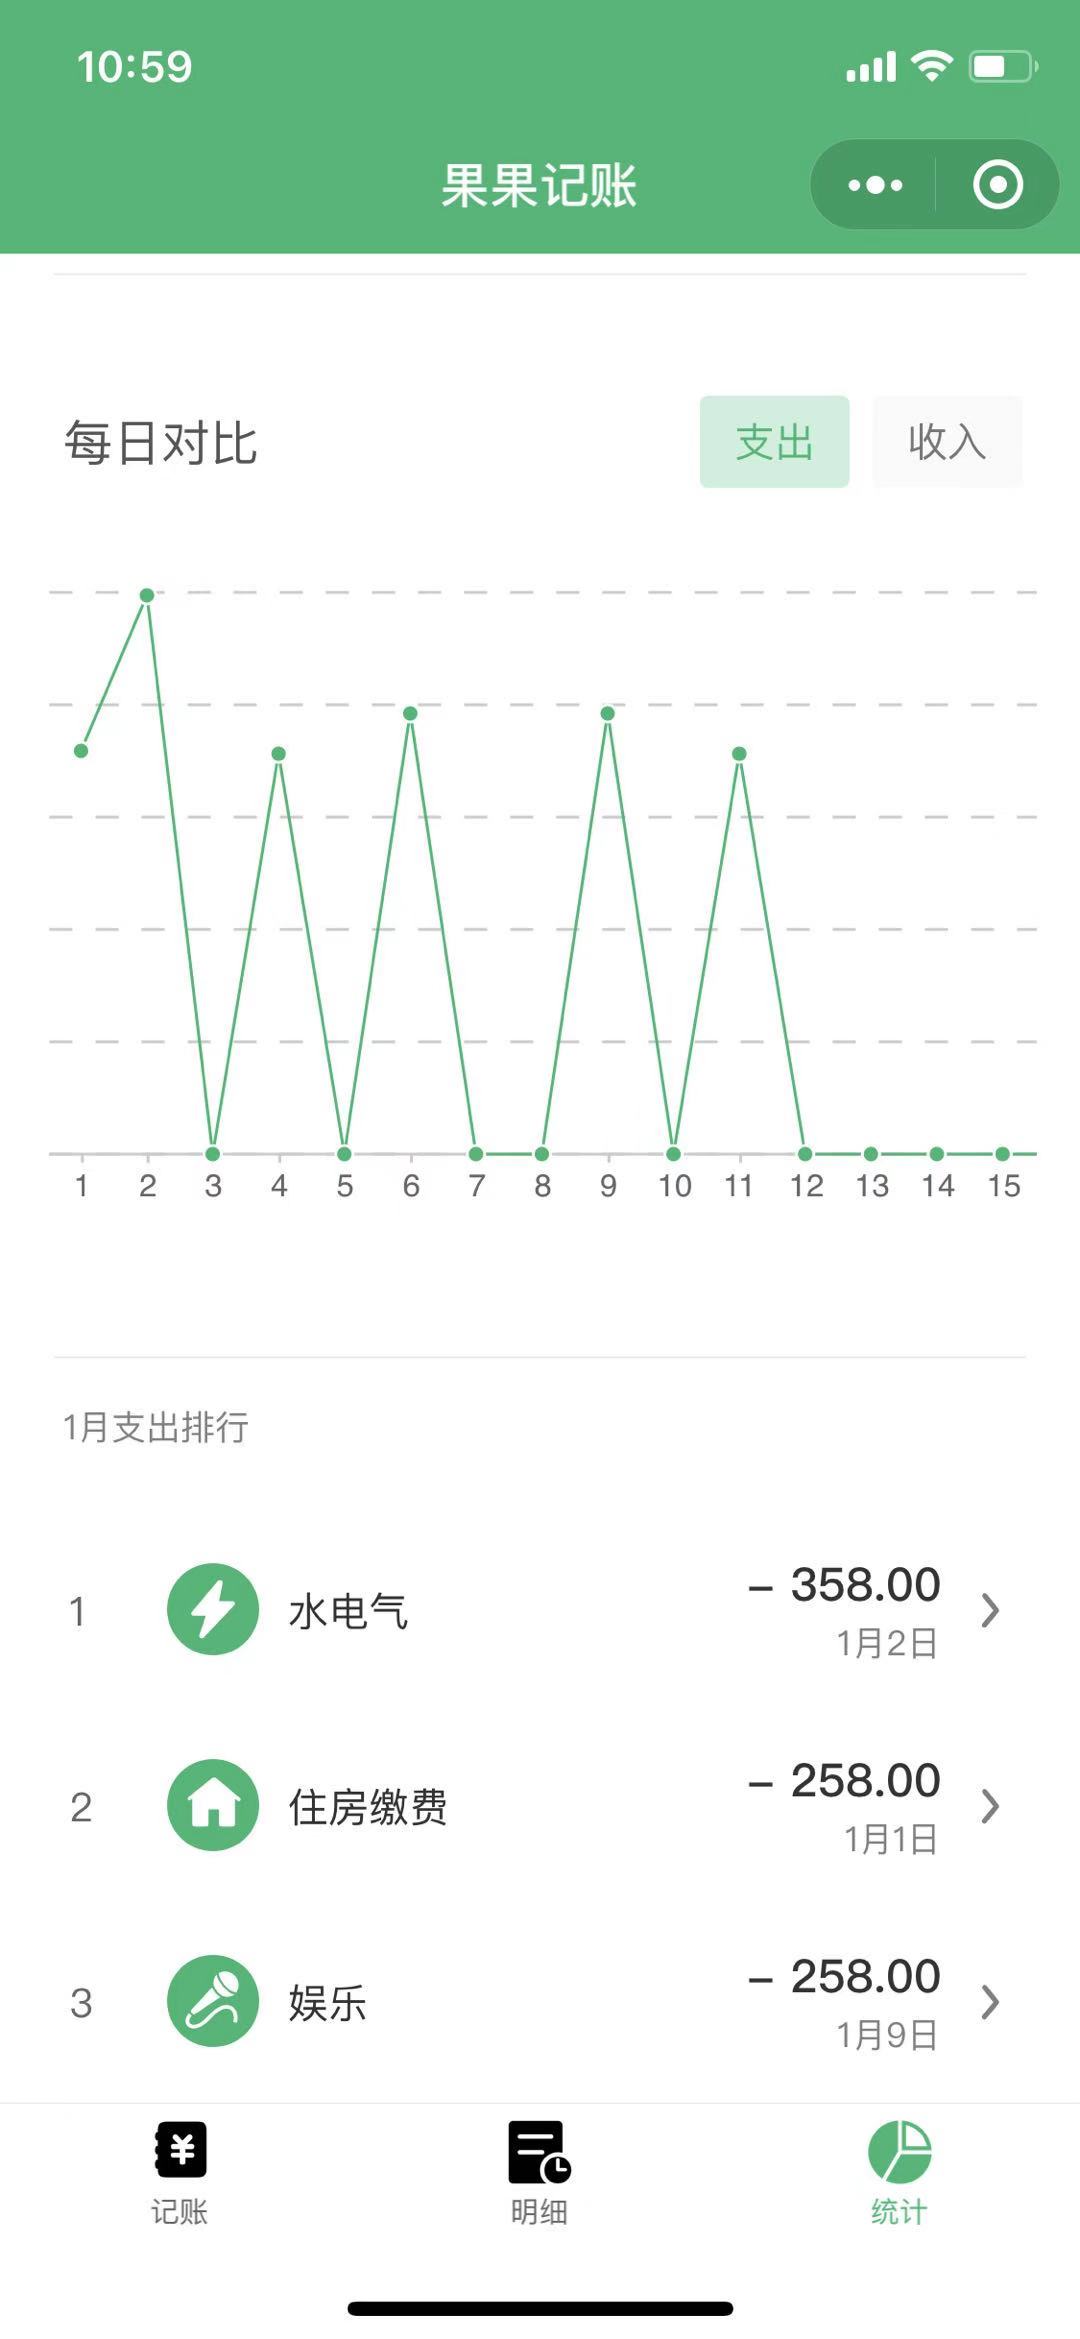 10:59
果果记账
每日对比
支出
收入
1 2 3 4 5 6 7 8 9 10 11 12 13 14 15
1月支出排行
1 水电气 – 358.00
1月2日
2 住房缴费 – 258.00
1月1日
3 娱乐 – 258.00
1月9日
记账
明细
统计